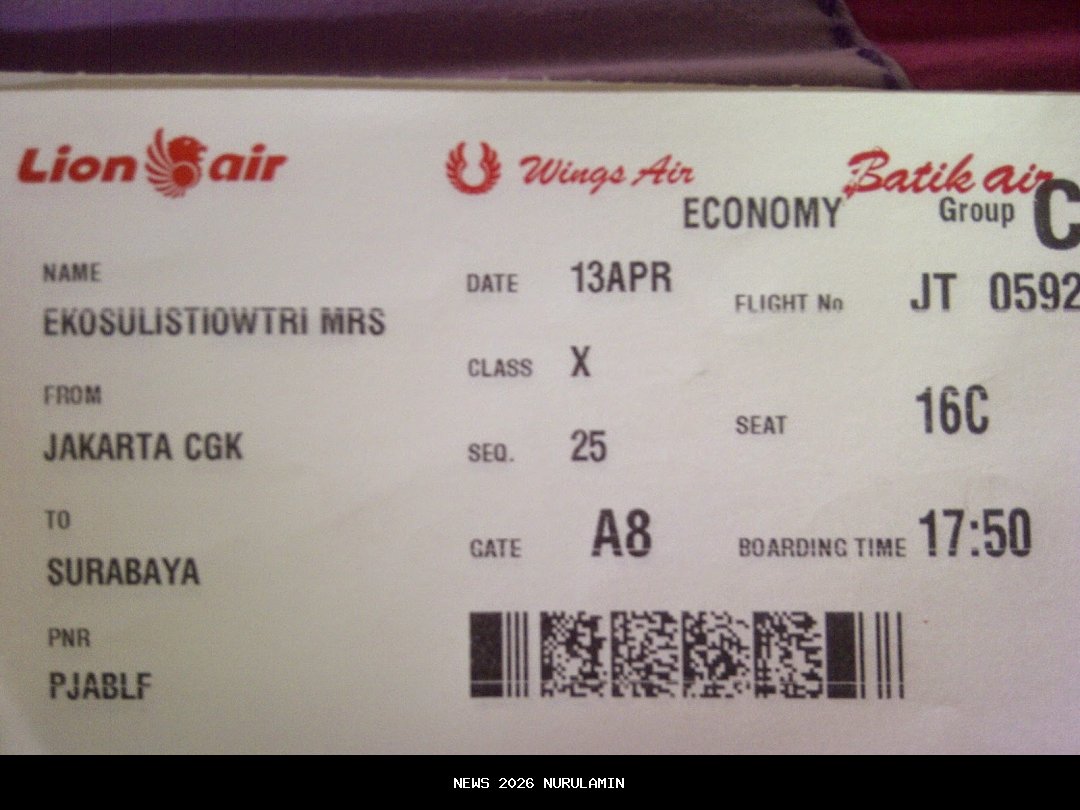 Lion air
Wings Air
Batik air
ECONOMY
Group C
NAME
EKOSULISTIOWTRI MRS
FROM
JAKARTA CGK
TO
SURABAYA
PNR
PJABLF
DATE 13APR
CLASS X
SEQ. 25
GATE A8
FLIGHT No JT 0592
SEAT 16C
BOARDING TIME 17:50
NEWS 2026 NURULAMIN